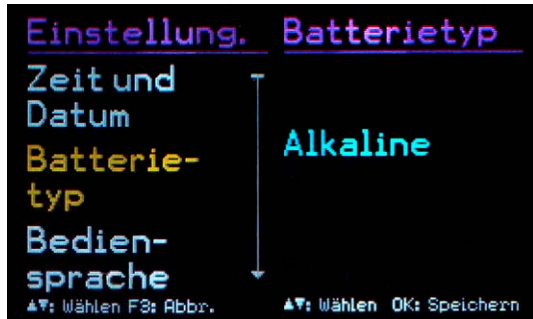 Einstellung.
Zeit und
Datum
Batterie-
typ
Bedien-
sprache
▲▼: Wählen F3: Abbr.
Batterietyp
Alkaline
▲▼: Wählen OK: Speichern